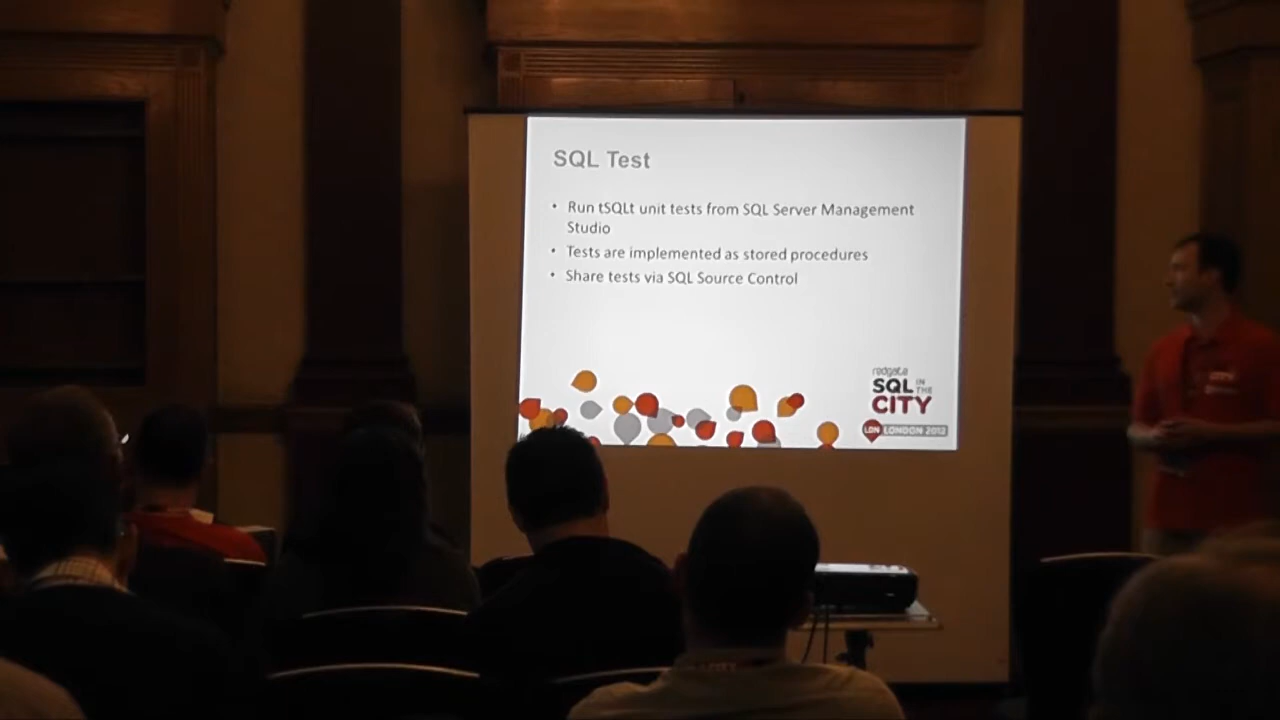 SQL Test
• Run tSQLt unit tests from SQL Server Management
Studio
• Tests are implemented as stored procedures
• Share tests via SQL Source Control
redgate
SQL IN THE
CITY
LDN LONDON 2012